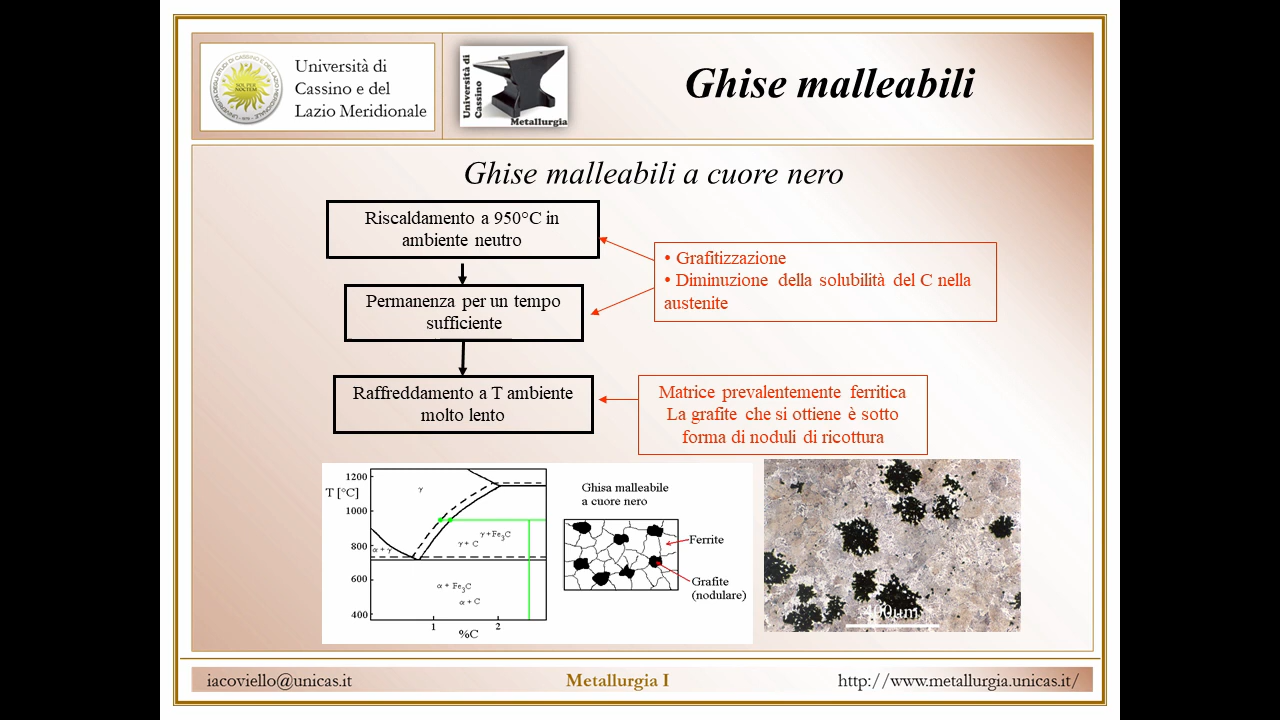 Università di
Cassino e del
Lazio Meridionale
Università di
Cassino
Metallurgia
Ghise malleabili
Ghise malleabili a cuore nero
Riscaldamento a 950°C in
ambiente neutro
• Grafitizzazione
• Diminuzione della solubilità del C nella
austenite
Permanenza per un tempo
sufficiente
Raffreddamento a T ambiente
molto lento
Matrice prevalentemente ferritica
La grafite che si ottiene è sotto
forma di noduli di ricottura
1200
T [°C]
1000
800
600
400
γ
α + γ
γ + Fe3C
γ + C
α + Fe3C
α + C
1
2
%C
Ghisa malleabile
a cuore nero
Ferrite
Grafite
(nodulare)
400µm
iacoviello@unicas.it
Metallurgia I
http://www.metallurgia.unicas.it/